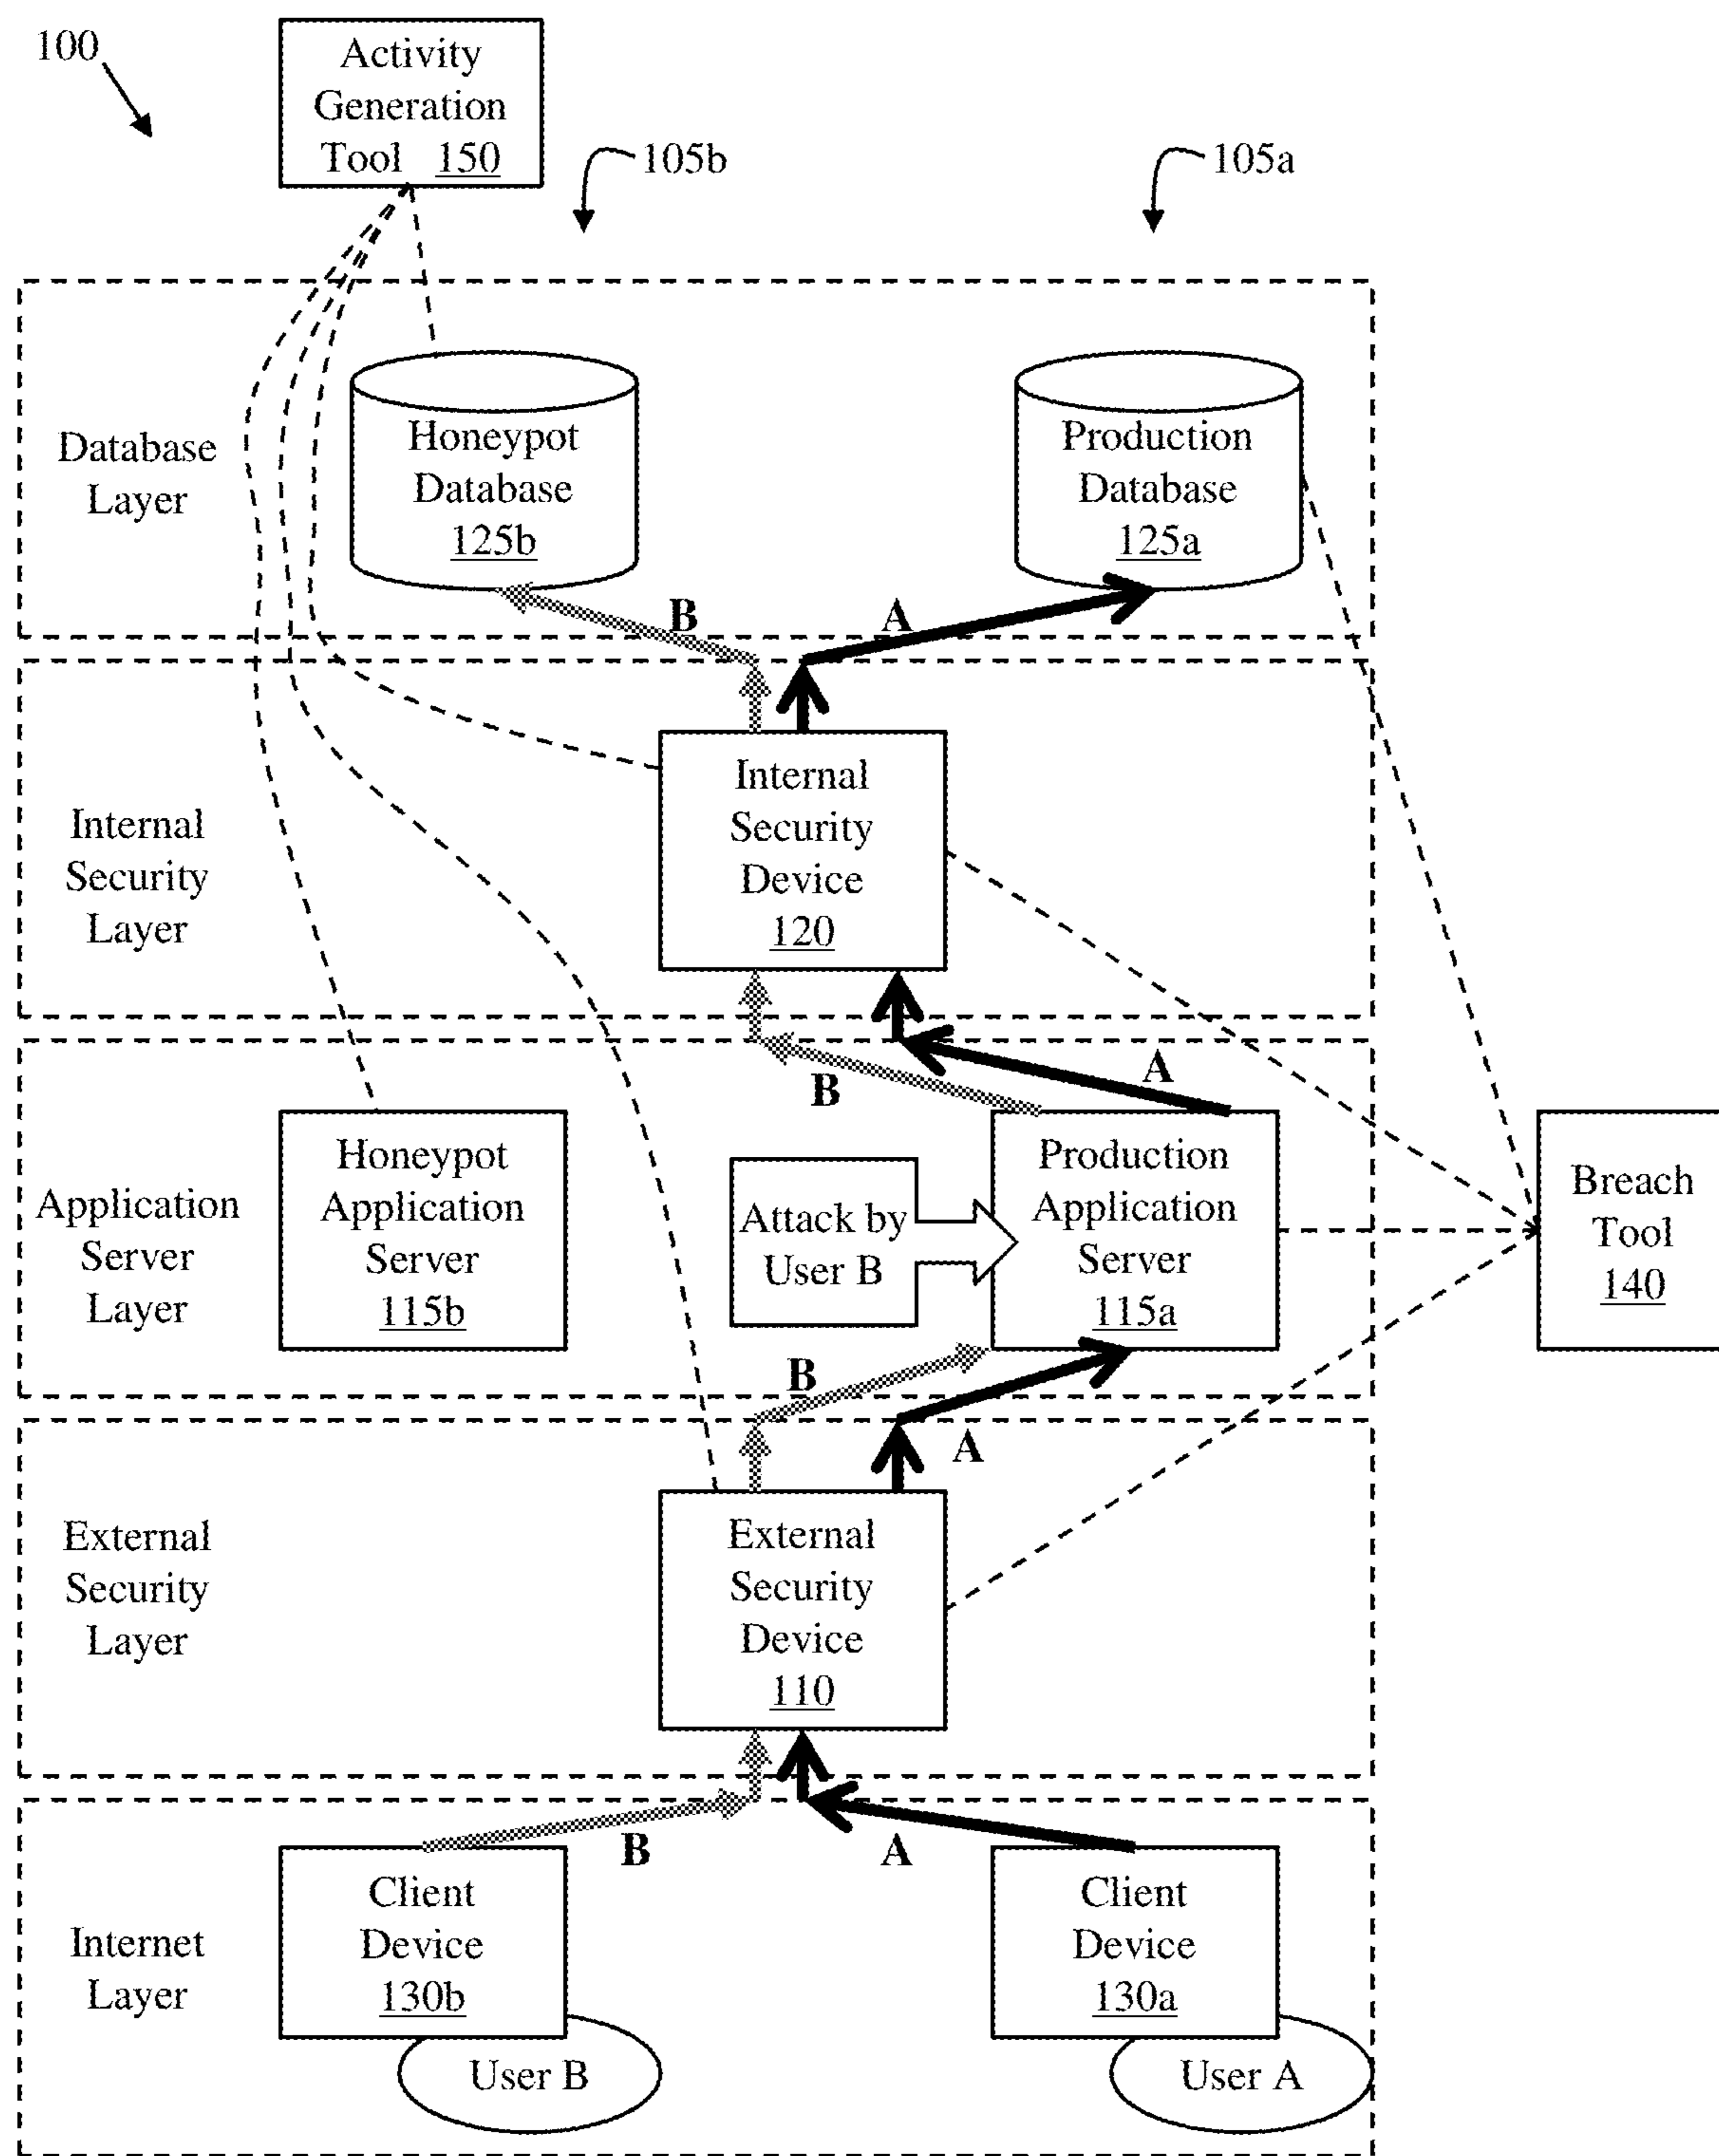 100
Activity
Generation
Tool 150
105b
105a
Database
Layer
Honeypot
Database
125b
Production
Database
125a
B
A
Internal
Security
Layer
Internal
Security
Device
120
B
A
Application
Server
Layer
Honeypot
Application
Server
115b
Attack by
User B
Production
Application
Server
115a
Breach
Tool
140
B
A
External
Security
Layer
External
Security
Device
110
B
A
Internet
Layer
Client
Device
130b
User B
Client
Device
130a
User A